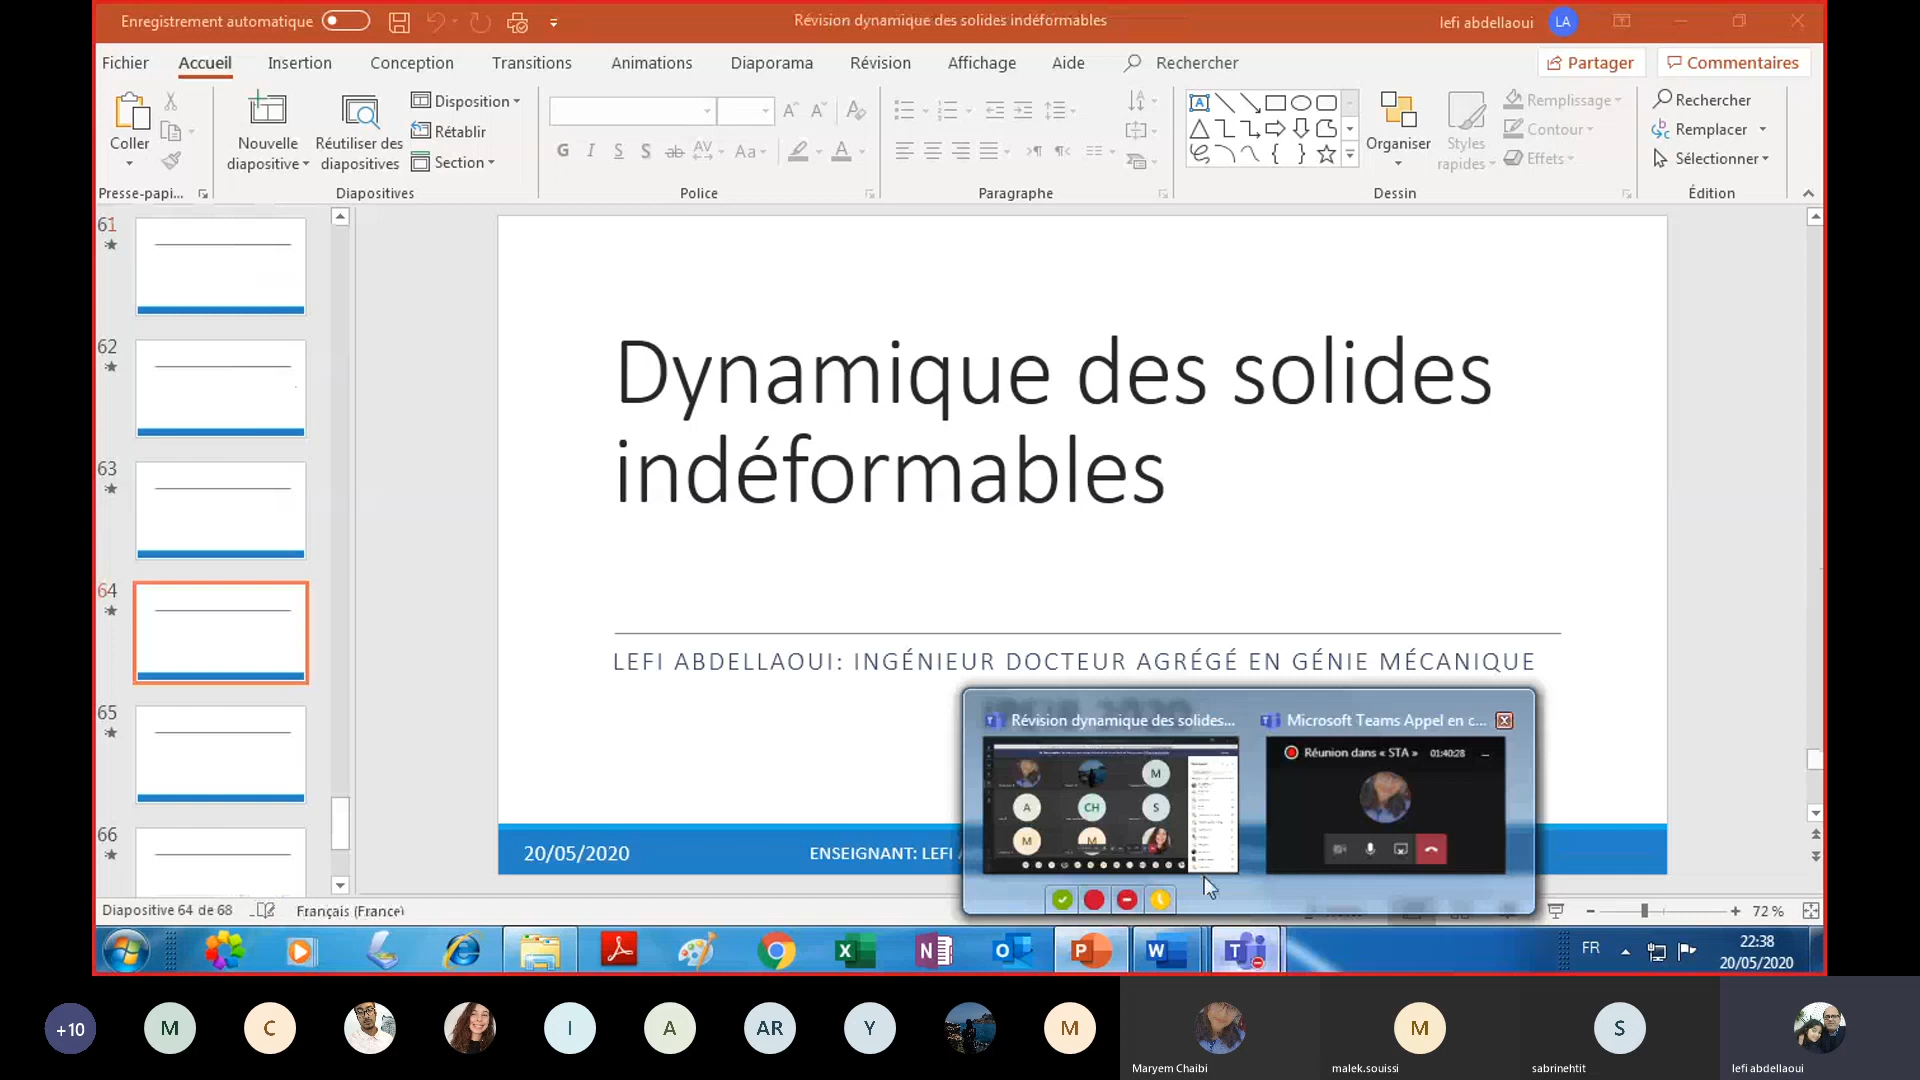 Enregistrement automatique
Révision dynamique des solides indéformables
lefi abdellaoui
LA
Fichier
Accueil
Insertion
Conception
Transitions
Animations
Diaporama
Révision
Affichage
Aide
Rechercher
Partager
Commentaires
Coller
Presse-papi...
Nouvelle
diapositive
Réutiliser des
diapositives
Disposition
Rétablir
Section
Diapositives
G I S S ab AV Aa A
Police
Paragraphe
Organiser
Styles
rapides
Remplissage
Contour
Effets
Dessin
Rechercher
Remplacer
Sélectionner
Édition
61
62
63
64
65
66
Dynamique des solides
indéformables
LEFI ABDELLAOUI: INGÉNIEUR DOCTEUR AGRÉGÉ EN GÉNIE MÉCANIQUE
20/05/2020
ENSEIGNANT: LEFI
Révision dynamique des solides...
Microsoft Teams Appel en c...
Réunion dans « STA » 01:40:28
M
A
CH
S
M
M
Diapositive 64 de 68
Français (France)
72 %
FR
22:38
20/05/2020
+10
M
C
I
A
AR
Y
M
Maryem Chaibi
M
malek.souissi
S
sabrinehtit
lefi abdellaoui